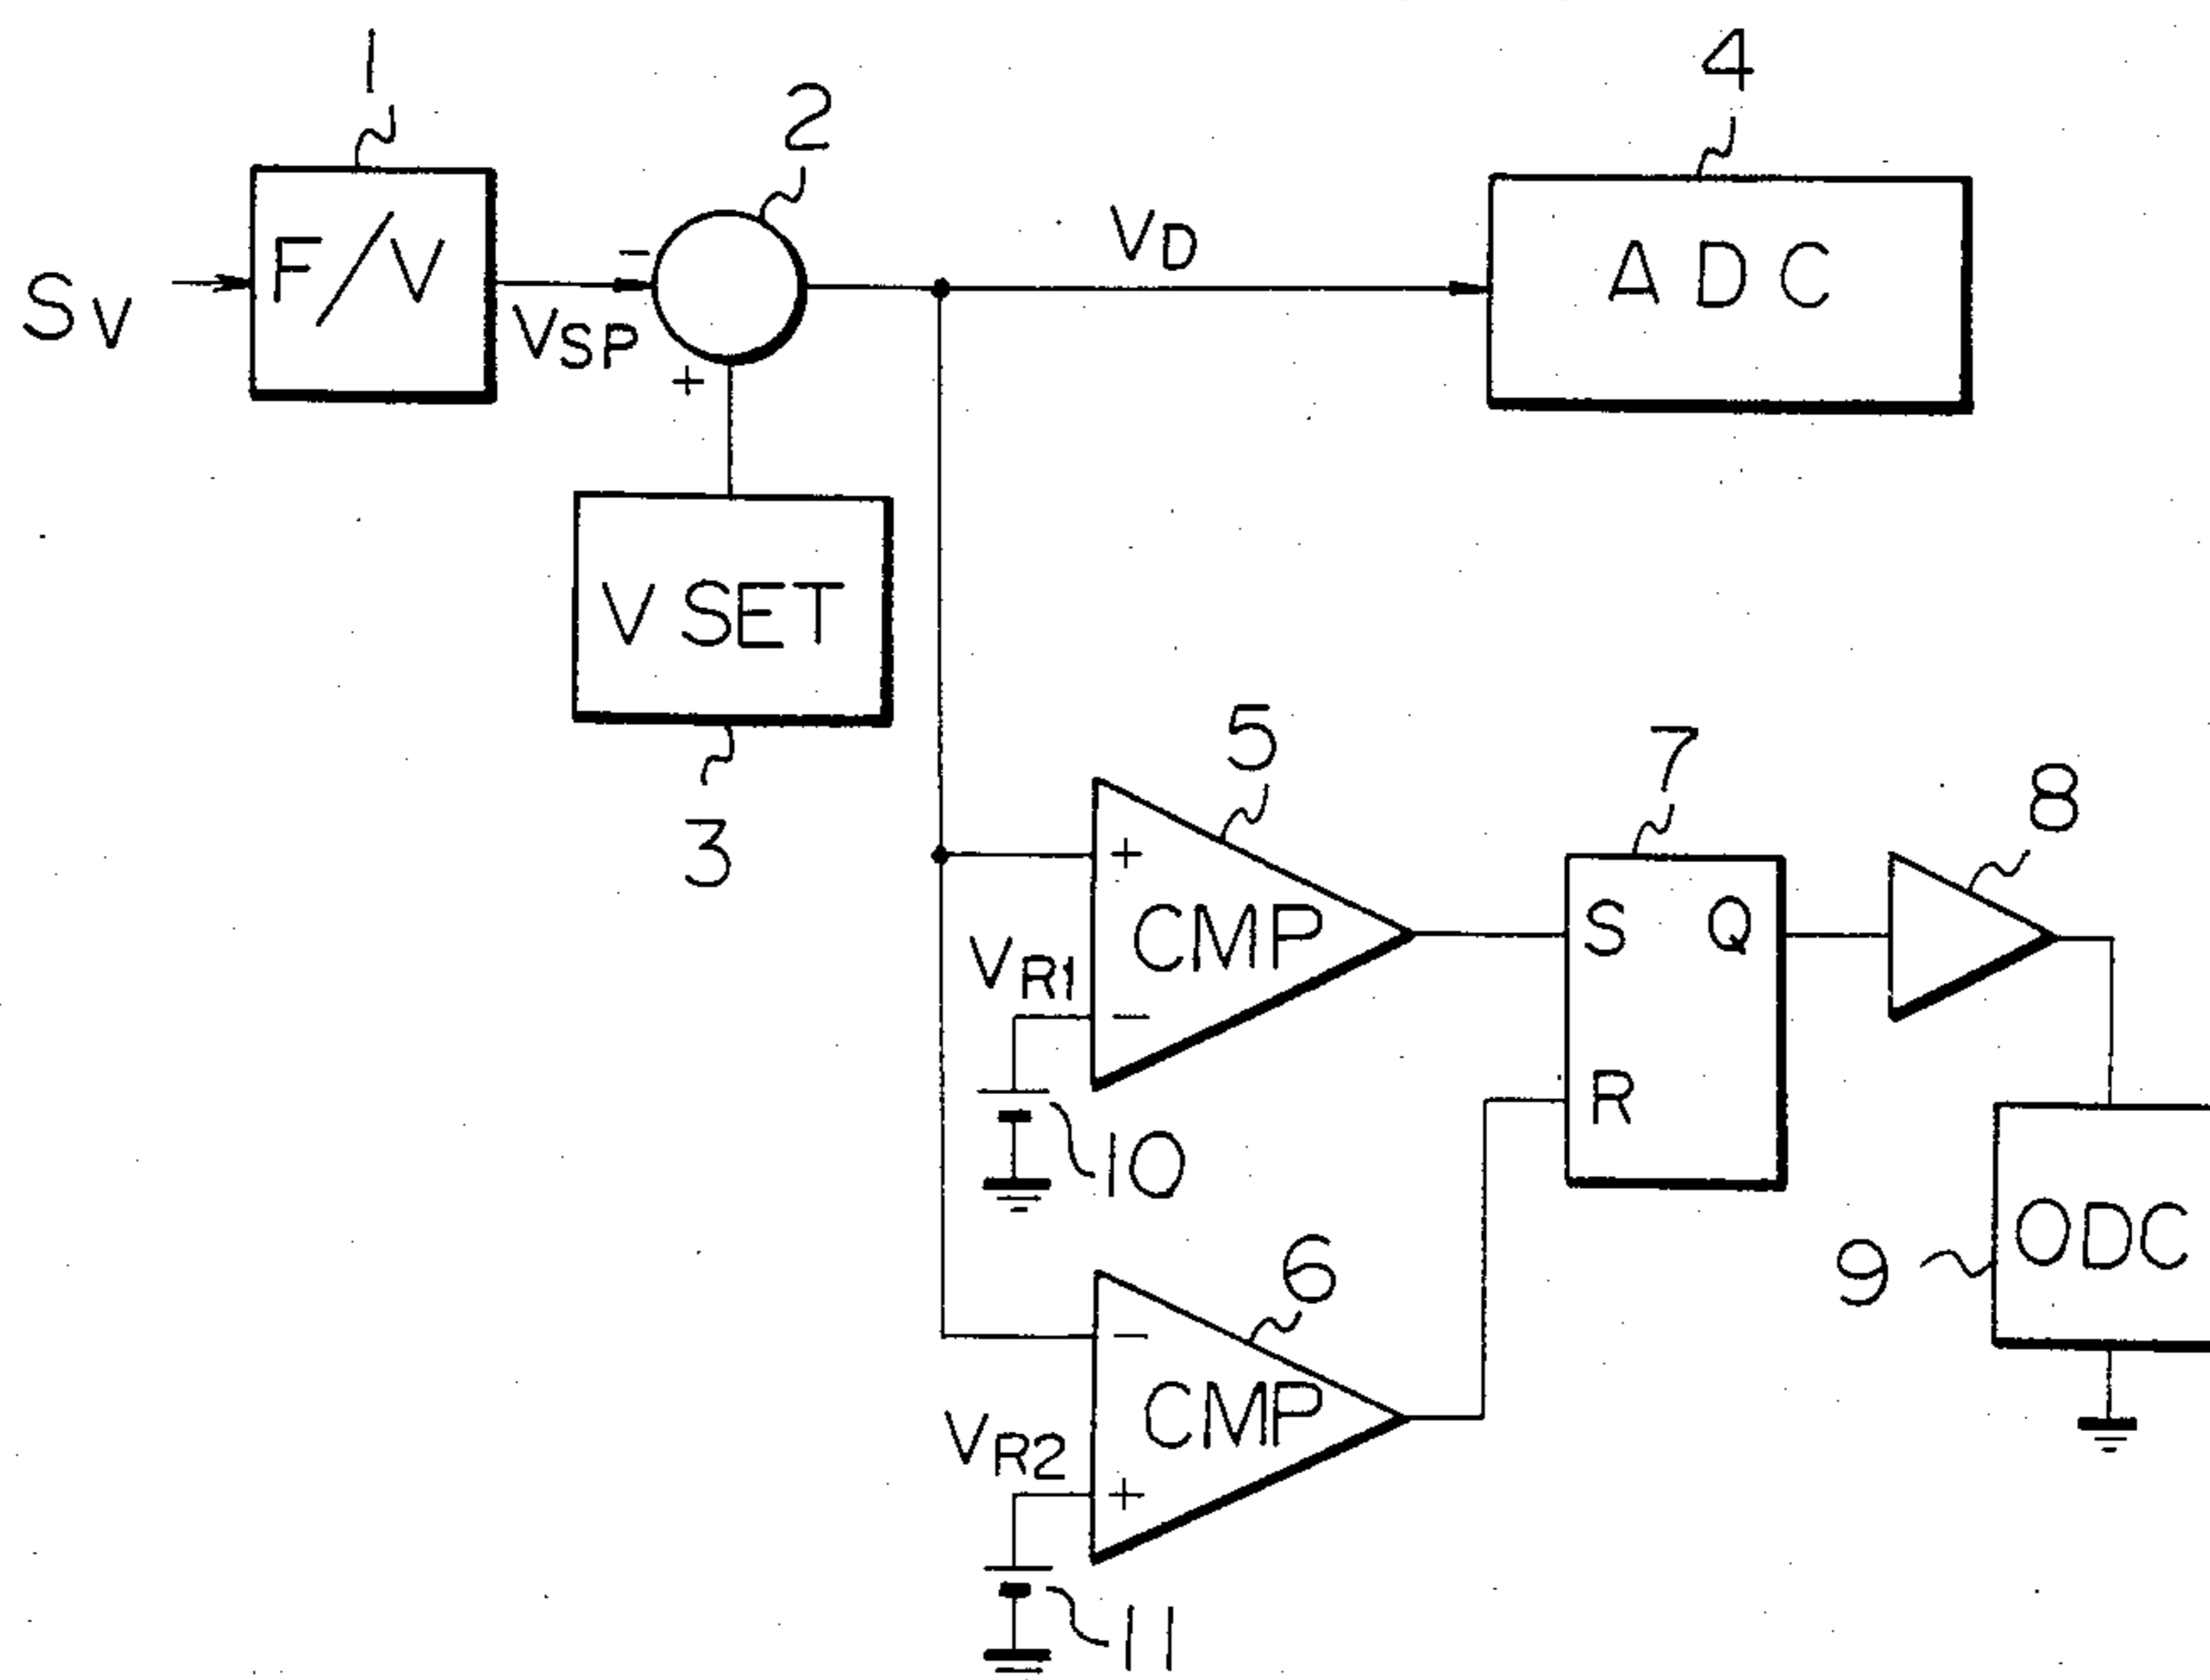 1
2
4
F/V
ADC
SV
VSP
−
+
VD
V SET
3
5
7
8
+
CMP
−
VR1
S Q
R
10
6
9
ODC
−
CMP
+
VR2
11